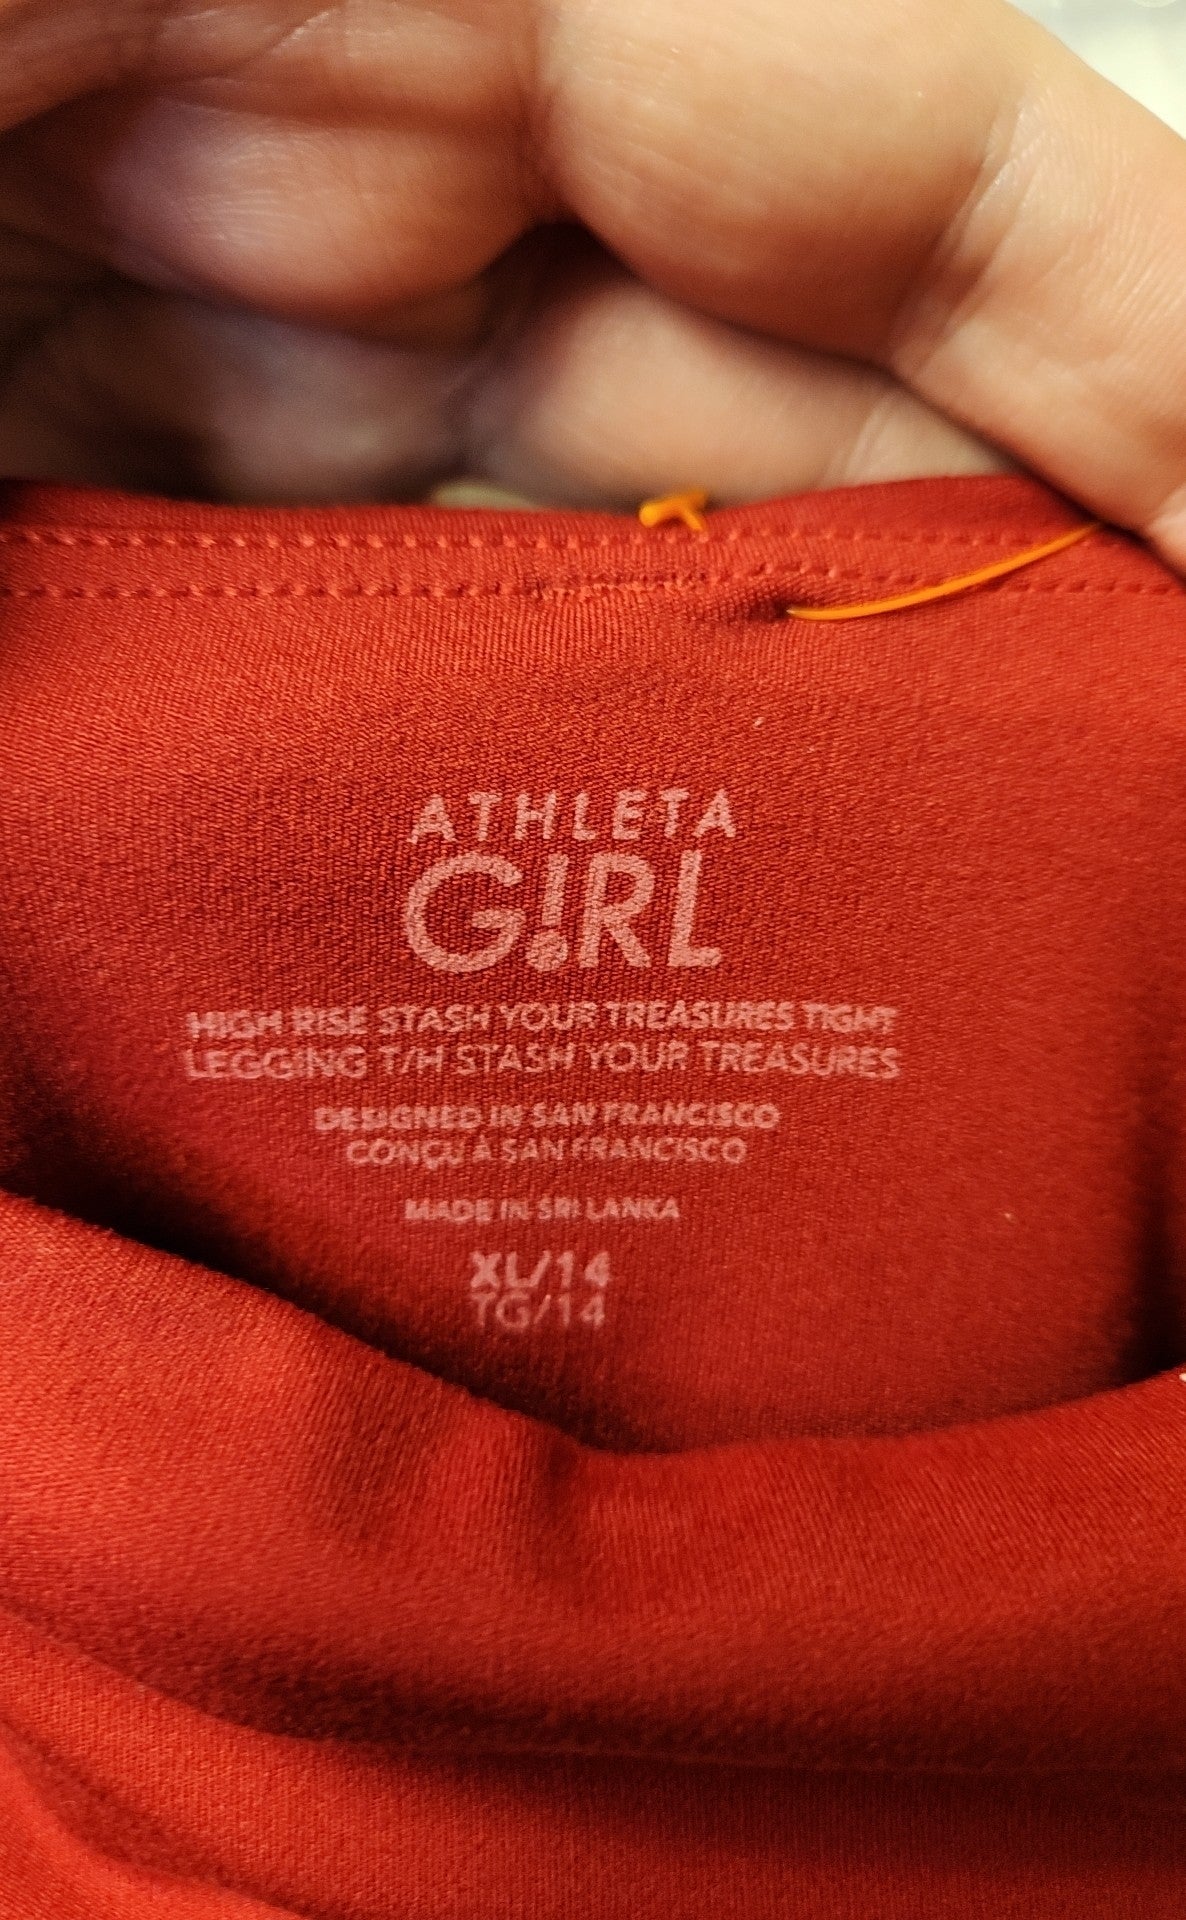 ATHLETA
G!RL
HIGH RISE STASH YOUR TREASURES TIGHT
LEGGING T/H STASH YOUR TREASURES
DESIGNED IN SAN FRANCISCO
CONÇU À SAN FRANCISCO
MADE IN SRI LANKA
XL/14
TG/14